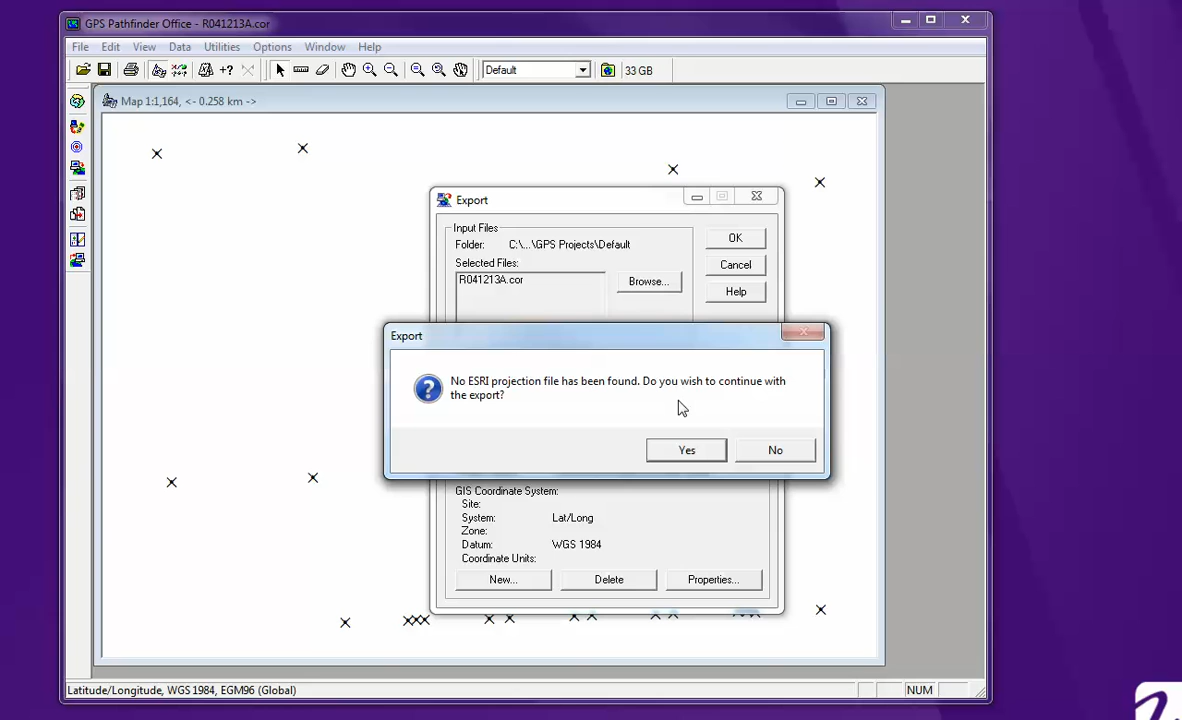 GPS Pathfinder Office - R041213A.cor
File Edit View Data Utilities Options Window Help
Default 33 GB
Map 1:1,164, <- 0.258 km ->
Export
Input Files
Folder: C:\...\GPS Projects\Default
Selected Files:
R041213A.cor
Browse...
OK
Cancel
Help
Export
No ESRI projection file has been found. Do you wish to continue with
the export?
Yes No
GIS Coordinate System:
Site:
System: Lat/Long
Zone:
Datum: WGS 1984
Coordinate Units:
New... Delete Properties...
Latitude/Longitude, WGS 1984, EGM96 (Global) NUM